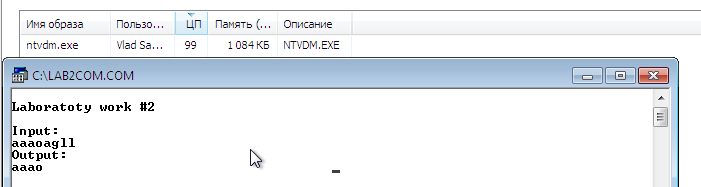 Имя образа Пользо... ЦП Память (... Описание
ntvdm.exe Vlad Sa... 99 1 084 КБ NTVDM.EXE
C:\LAB2COM.COM
Laboratoty work #2
Input:
aaaoagll
Output:
aaao